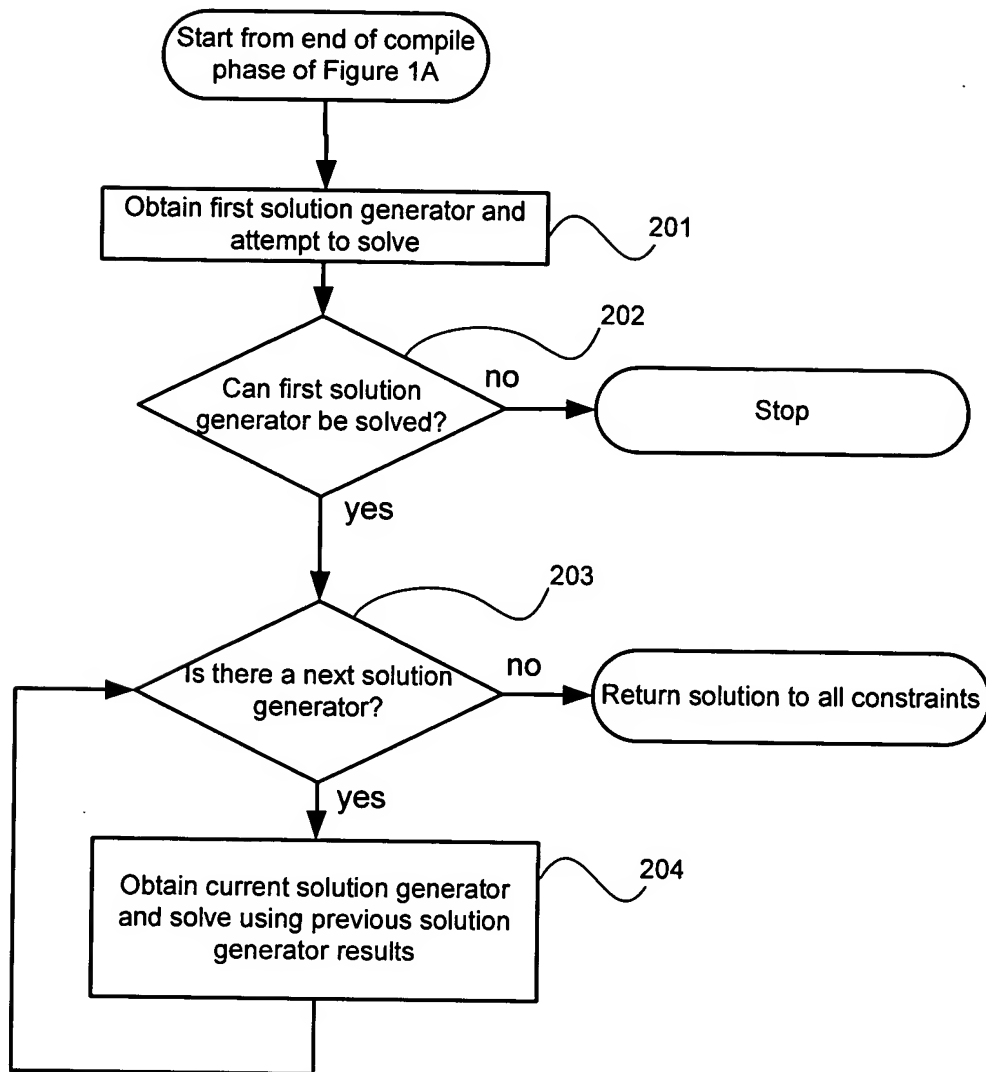 Start from end of compile
phase of Figure 1A
Obtain first solution generator and
attempt to solve
201
202
Can first solution
generator be solved?
no
Stop
yes
203
Is there a next solution
generator?
no
Return solution to all constraints
yes
204
Obtain current solution generator
and solve using previous solution
generator results